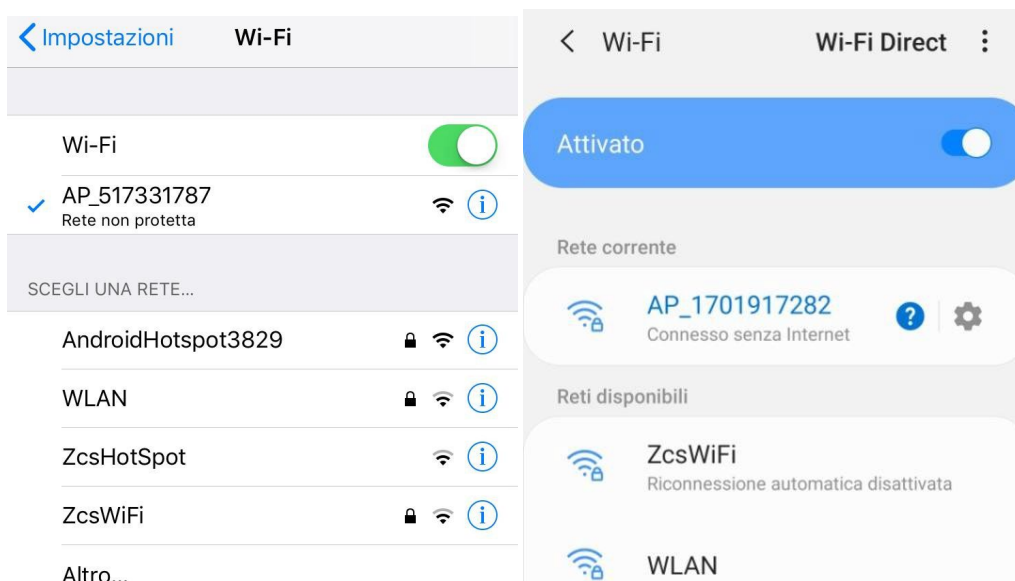 Impostazioni Wi-Fi
Wi-Fi
AP_517331787
Rete non protetta
SCEGLI UNA RETE...
AndroidHotspot3829
WLAN
ZcsHotSpot
ZcsWiFi
Altro...
Wi-Fi Wi-Fi Direct
Attivato
Rete corrente
AP_1701917282
Connesso senza Internet
Reti disponibili
ZcsWiFi
Riconnessione automatica disattivata
WLAN